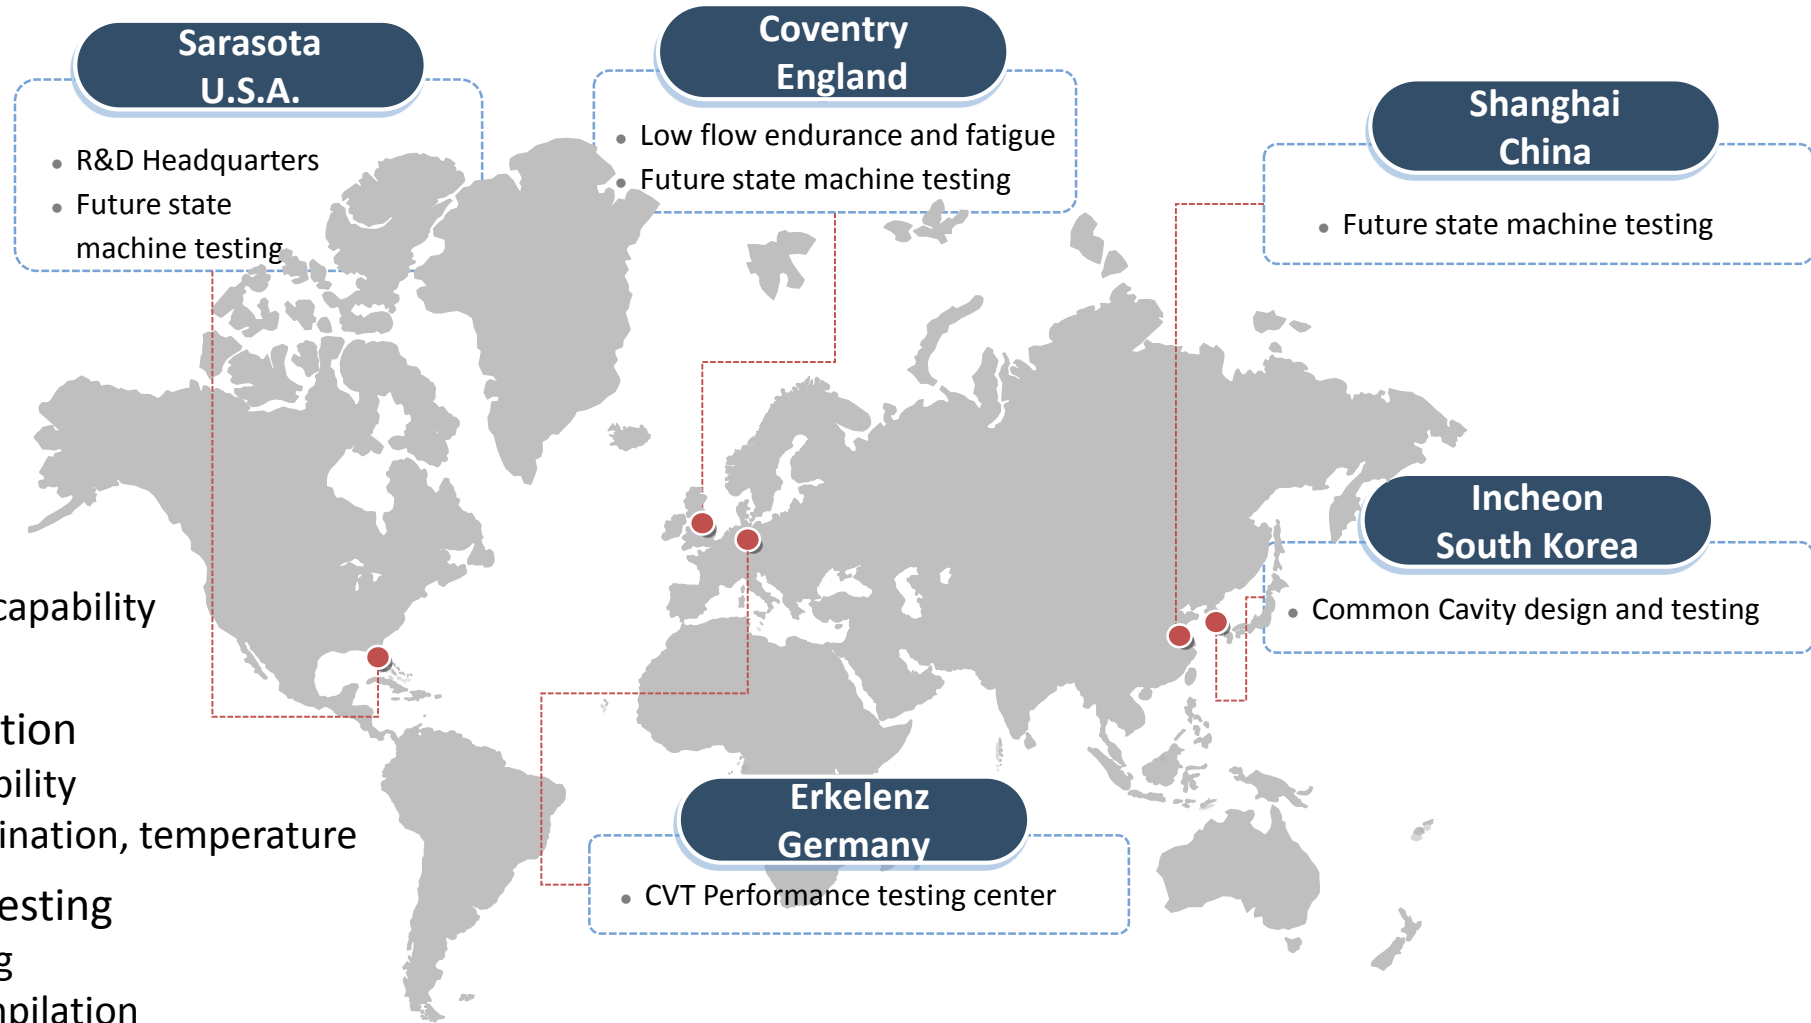 Sarasota
U.S.A.
• R&D Headquarters
• Future state
machine testing
Coventry
England
• Low flow endurance and fatigue
• Future state machine testing
Shanghai
China
• Future state machine testing
Incheon
South Korea
• Common Cavity design and testing
Erkelenz
Germany
• CVT Performance testing center
capability
tion
bility
ination, temperature
esting
g
pilation